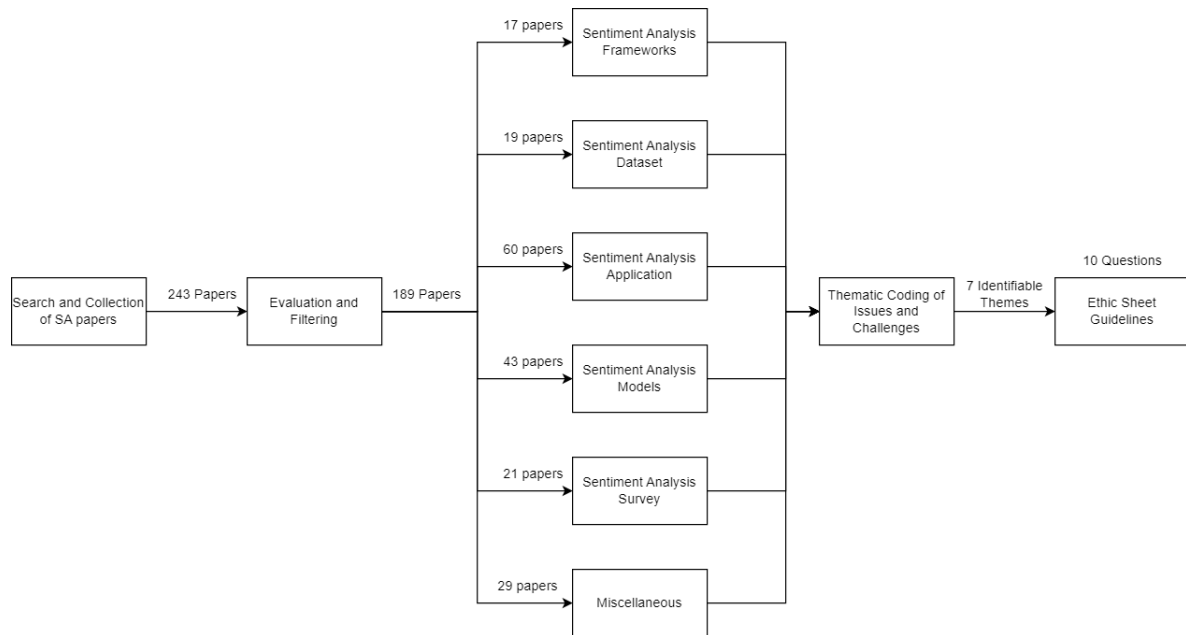 Search and Collection
of SA papers
243 Papers
Evaluation and
Filtering
189 Papers
17 papers
Sentiment Analysis
Frameworks
19 papers
Sentiment Analysis
Dataset
60 papers
Sentiment Analysis
Application
43 papers
Sentiment Analysis
Models
21 papers
Sentiment Analysis
Survey
29 papers
Miscellaneous
Thematic Coding of
Issues and
Challenges
7 Identifiable
Themes
10 Questions
Ethic Sheet
Guidelines